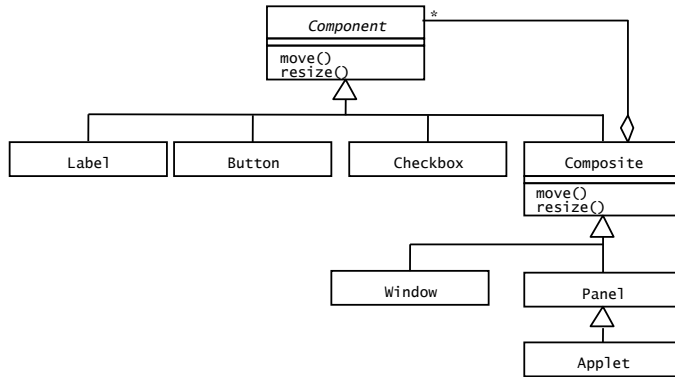 Component
*
move()
resize()
Label
Button
Checkbox
Composite
move()
resize()
Window
Panel
Applet